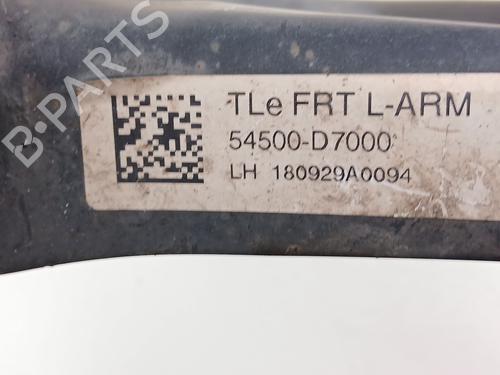 B-PARTS
TLe FRT L-ARM
54500-D7000
LH 180929A0094